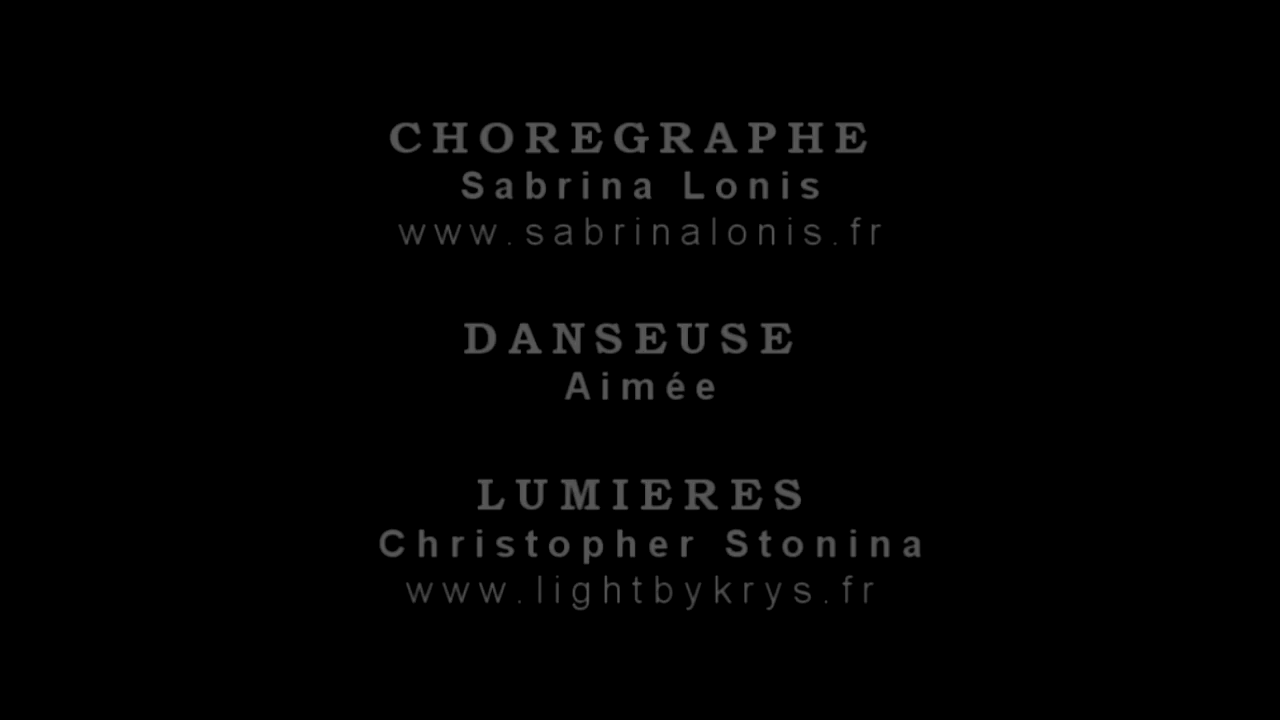 CHOREGRAPHE
Sabrina Lonis
www.sabrinalonis.fr
DANSEUSE
Aimée
LUMIERES
Christopher Stonina
www.lightbykrys.fr